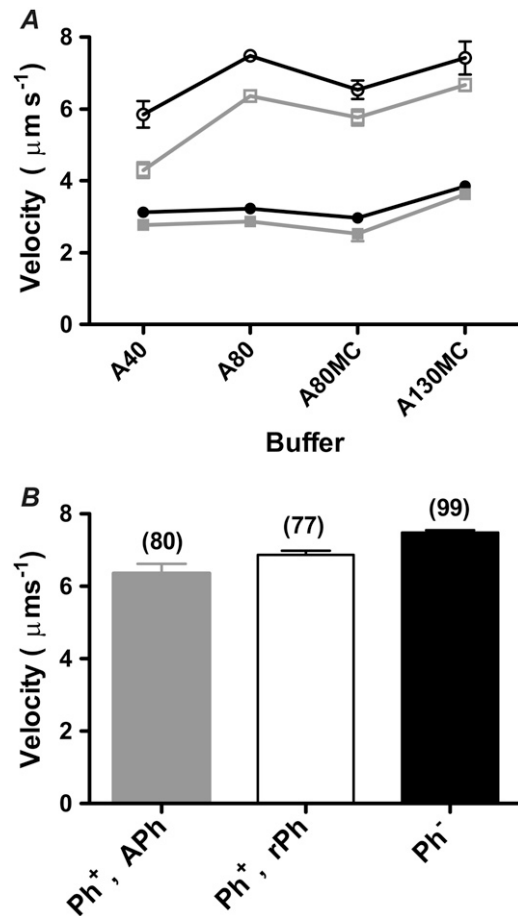 A
Velocity ( μm s⁻¹)
8
6
4
2
0
A40
A80
A80MC
A130MC
Buffer
B
Velocity ( μms⁻¹)
8
6
4
2
0
(80)
(77)
(99)
Ph⁺ , APh
Ph⁺ , rPh
Ph⁻